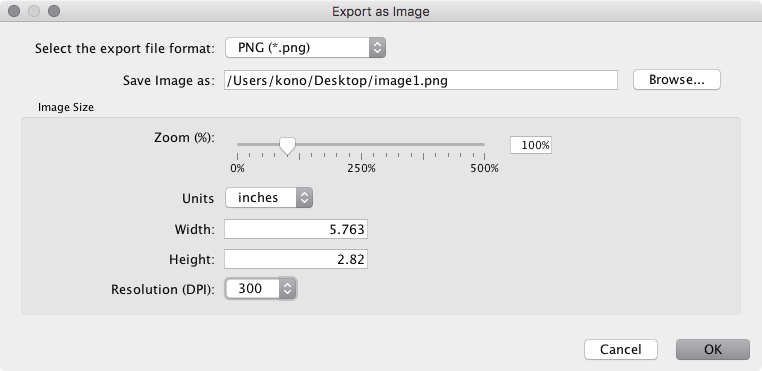 Export as Image
Select the export file format: PNG (*.png)
Save Image as: /Users/kono/Desktop/image1.png Browse...
Image Size
Zoom (%): 100%
0% 250% 500%
Units inches
Width: 5.763
Height: 2.82
Resolution (DPI): 300
Cancel OK